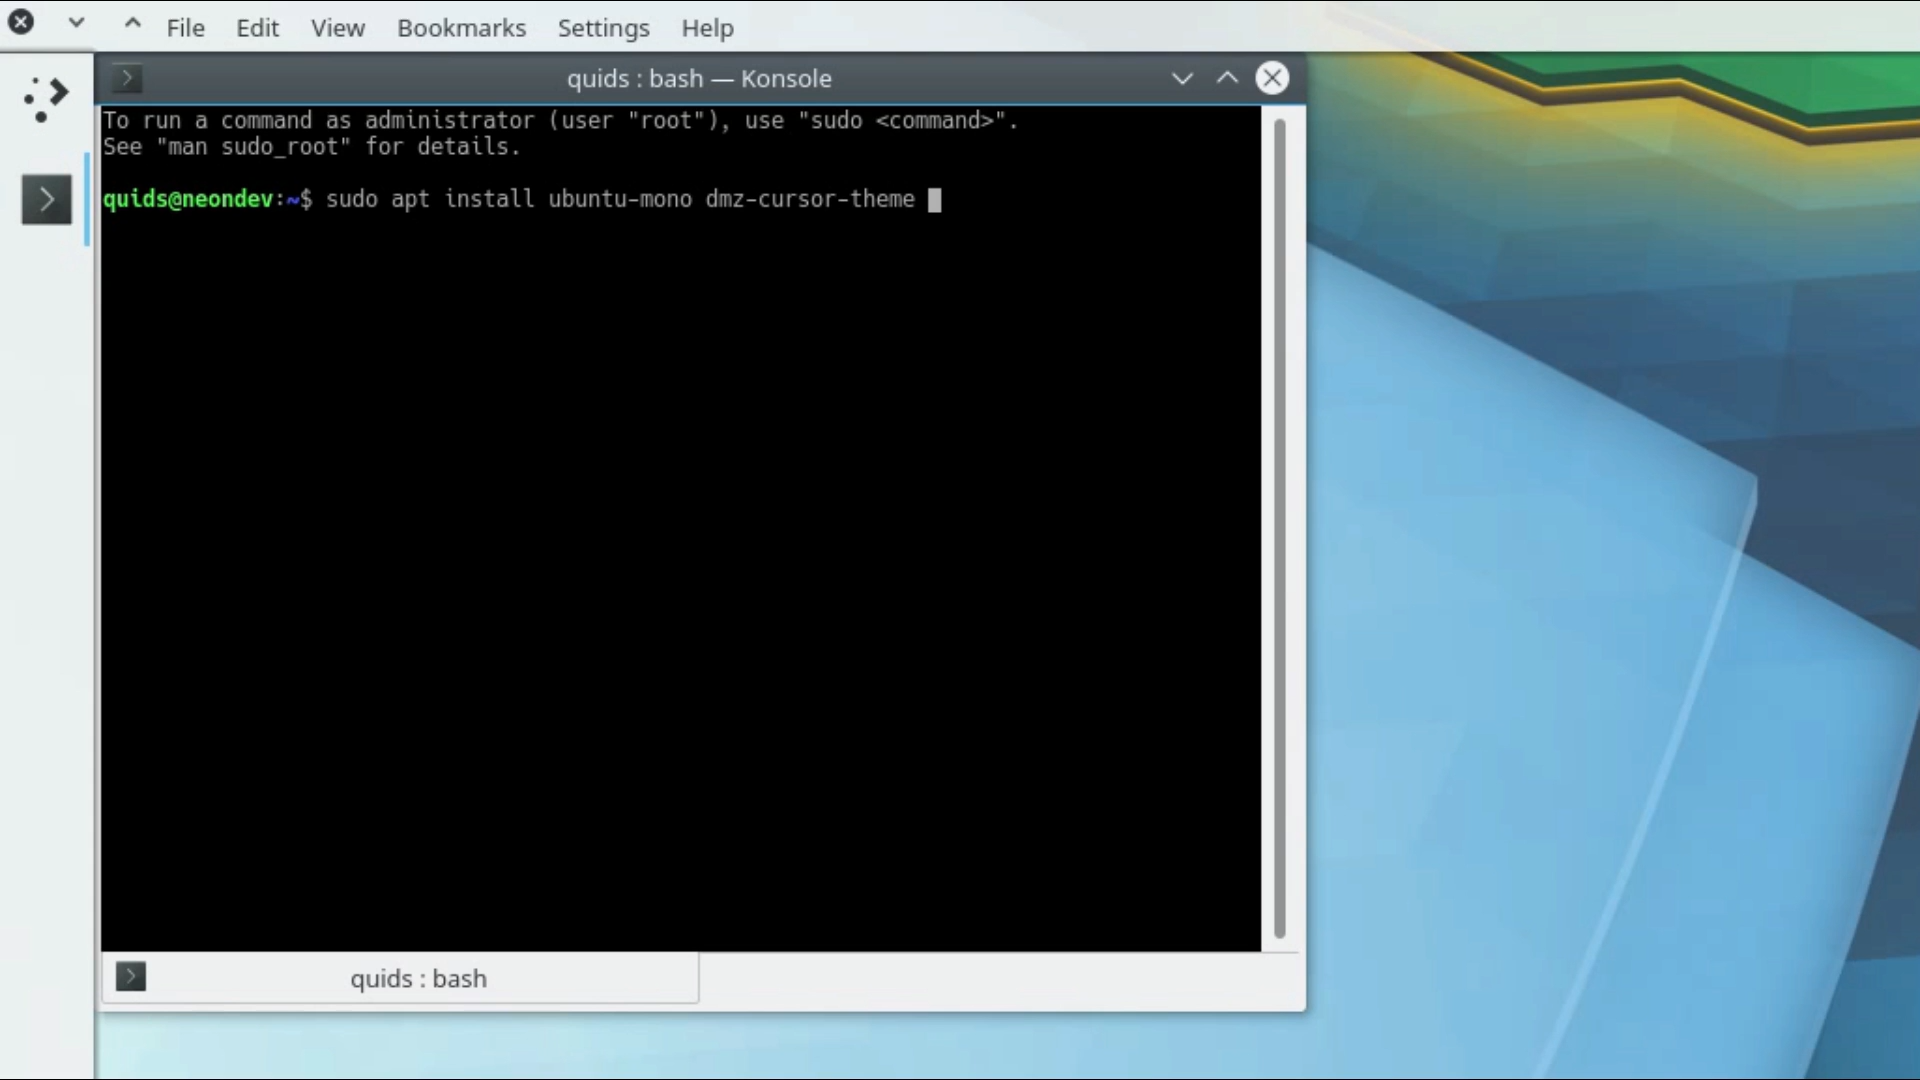 File Edit View Bookmarks Settings Help
quids : bash — Konsole
To run a command as administrator (user "root"), use "sudo <command>".
See "man sudo_root" for details.
quids@neondev:~$ sudo apt install ubuntu-mono dmz-cursor-theme
quids : bash